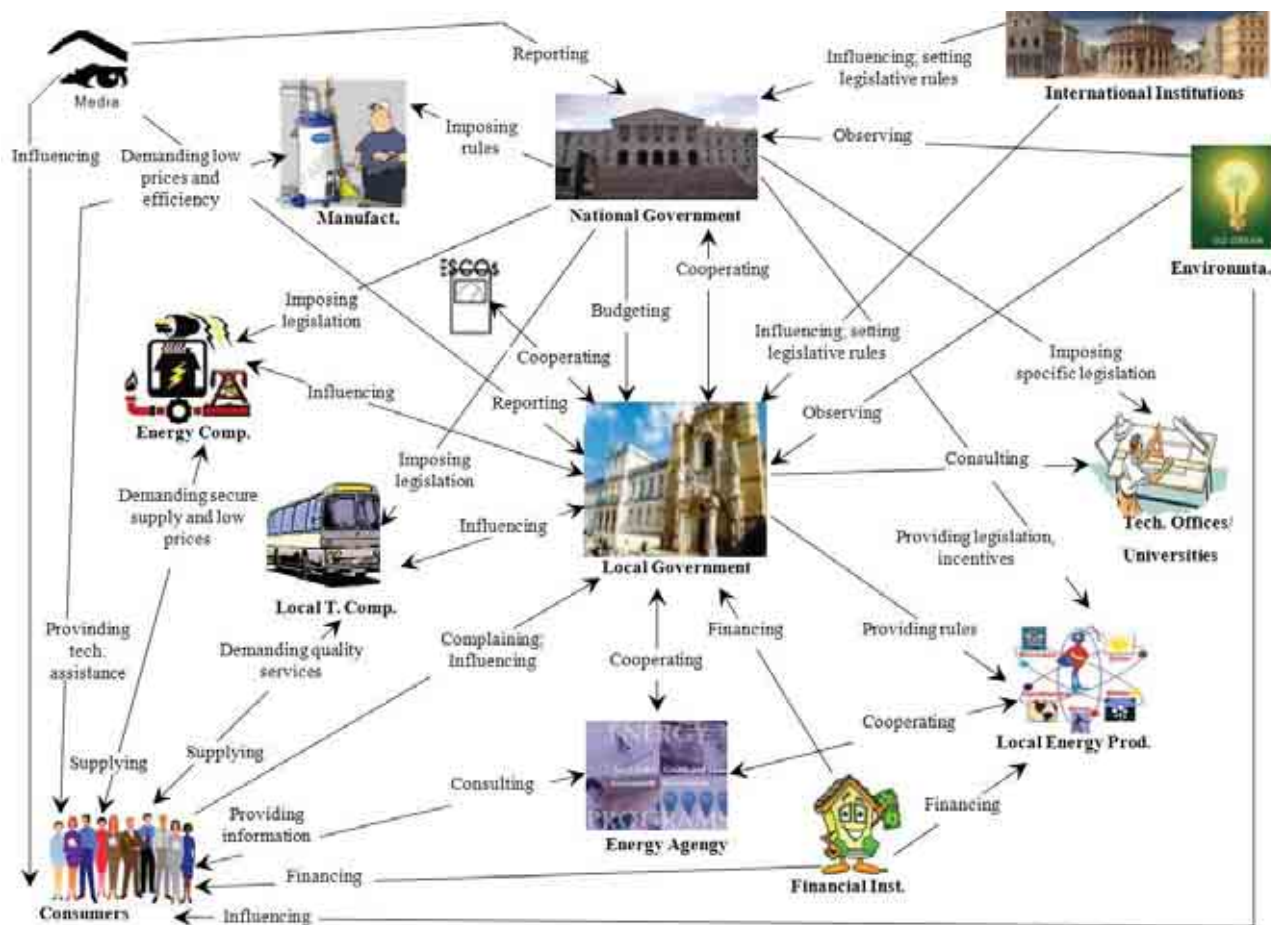 Media
Reporting
Influencing; setting
legislative rules
International Institutions
Influencing
Demanding low
prices and
efficiency
Imposing
rules
Observing
Manufact.
National Government
Environmta.
ESCOs
Cooperating
Imposing
legislation
Budgeting
Influencing; setting
legislative rules
Cooperating
Imposing
specific legislation
Influencing
Reporting
Observing
Energy Comp.
Imposing
legislation
Consulting
Demanding secure
supply and low
prices
Influencing
Tech. Offices/
Universities
Providing legislation,
incentives
Local Government
Local T. Comp.
Provinding
tech.
assistance
Demanding quality
services
Complaining;
Influencing
Financing
Providing rules
Cooperating
Cooperating
Local Energy Prod.
Supplying
Supplying
ENERGY
Consulting
PROGRAMS
Providing
information
Financing
Energy Agengy
Financing
Financial Inst.
Consumers
Influencing